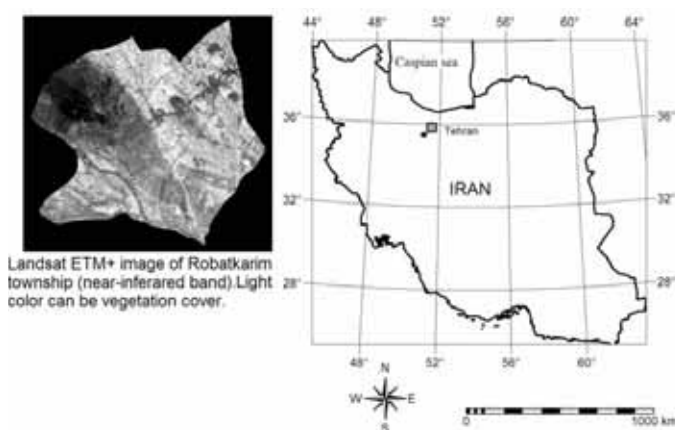 Landsat ETM+ image of Robatkarim
township (near-inferared band).Light
color can be vegetation cover.
44° 48° 52° 56° 60° 64°
Caspian sea
36° 36°
Tehran
IRAN
32° 32°
28° 28°
48° 52° 56° 60°
N
W E
S
0 1000 km